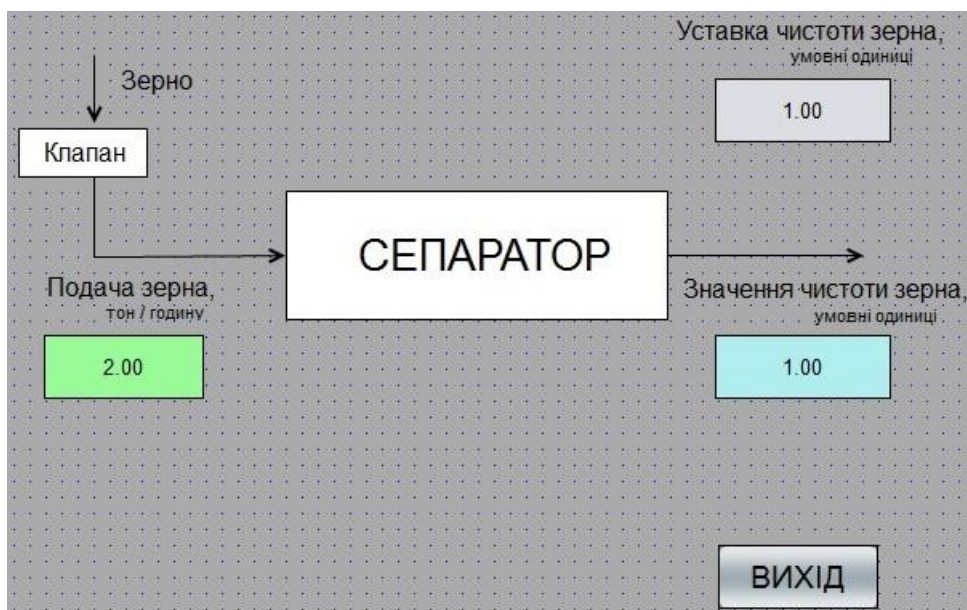 Уставка чистоти зерна,
умовні одиниці
1.00
Зерно
Клапан
СЕПАРАТОР
Подача зерна,
тон / годину
2.00
Значення чистоти зерна,
умовні одиниці
1.00
ВИХІД